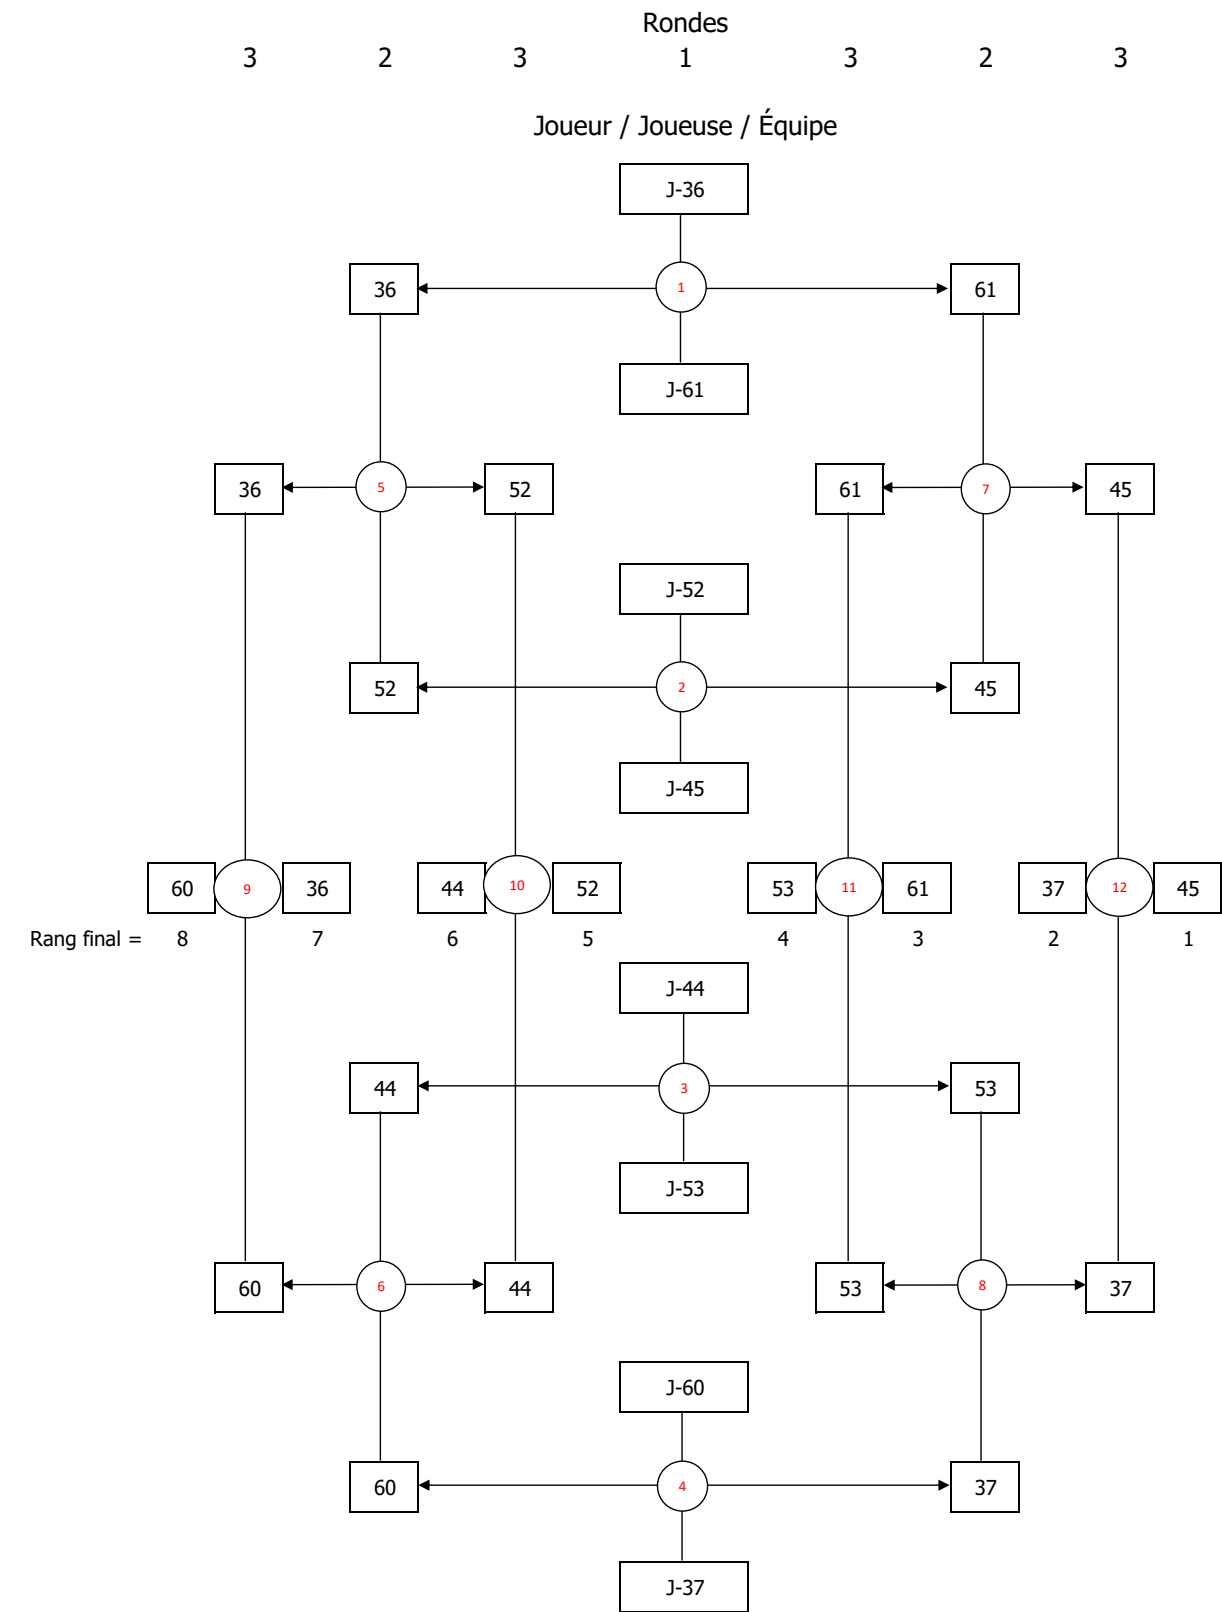 Rondes
3 2 3 1 3 2 3
Joueur / Joueuse / Équipe
J-36
36 1 61
J-61
36 5 52 61 7 45
J-52
52 2 45
J-45
60 9 36 44 10 52 53 11 61 37 12 45
Rang final = 8 7 6 5 4 3 2 1
J-44
44 3 53
J-53
60 6 44 53 8 37
J-60
60 4 37
J-37